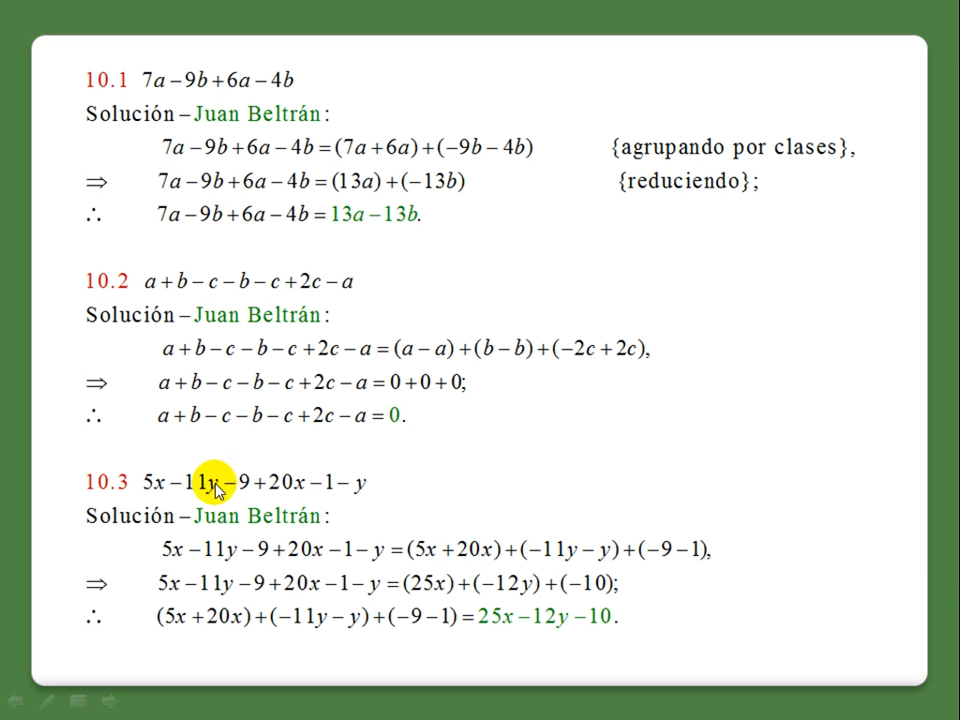 10.1 7a−9b+6a−4b
Solución−Juan Beltrán:
7a−9b+6a−4b=(7a+6a)+(−9b−4b) {agrupando por clases},
⇒ 7a−9b+6a−4b=(13a)+(−13b) {reduciendo};
∴ 7a−9b+6a−4b=13a−13b.
10.2 a+b−c−b−c+2c−a
Solución−Juan Beltrán:
a+b−c−b−c+2c−a=(a−a)+(b−b)+(−2c+2c),
⇒ a+b−c−b−c+2c−a=0+0+0;
∴ a+b−c−b−c+2c−a=0.
10.3 5x−11y−9+20x−1−y
Solución−Juan Beltrán:
5x−11y−9+20x−1−y=(5x+20x)+(−11y−y)+(−9−1),
⇒ 5x−11y−9+20x−1−y=(25x)+(−12y)+(−10);
∴ (5x+20x)+(−11y−y)+(−9−1)=25x−12y−10.